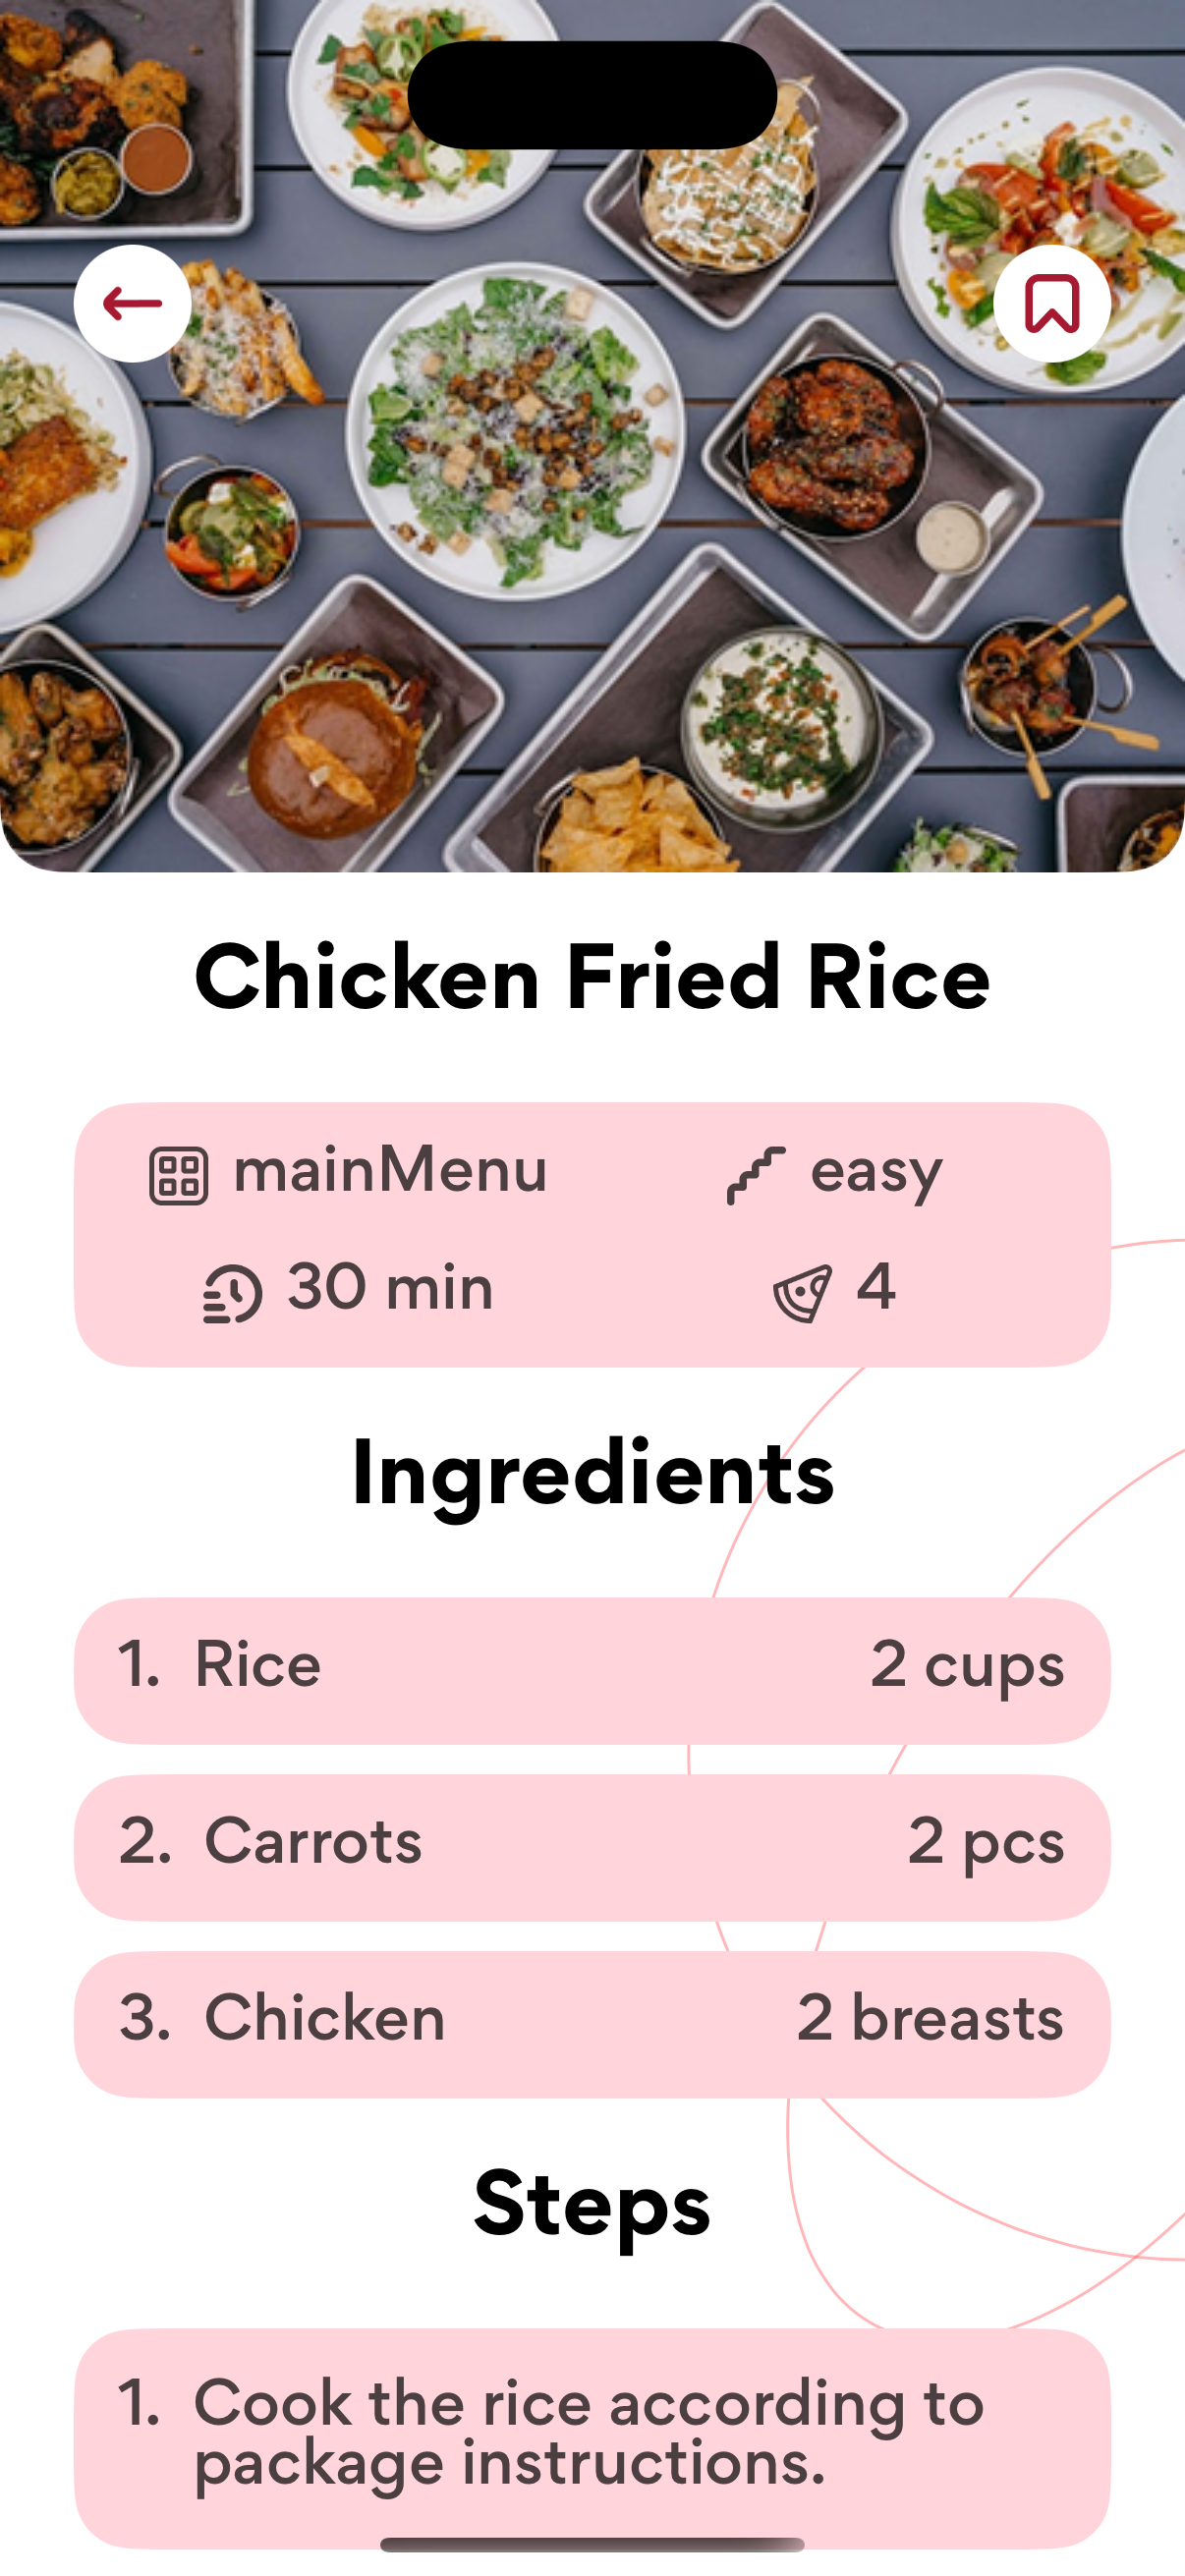 Chicken Fried Rice
mainMenu
easy
30 min
4
Ingredients
1. Rice 2 cups
2. Carrots 2 pcs
3. Chicken 2 breasts
Steps
1. Cook the rice according to
package instructions.